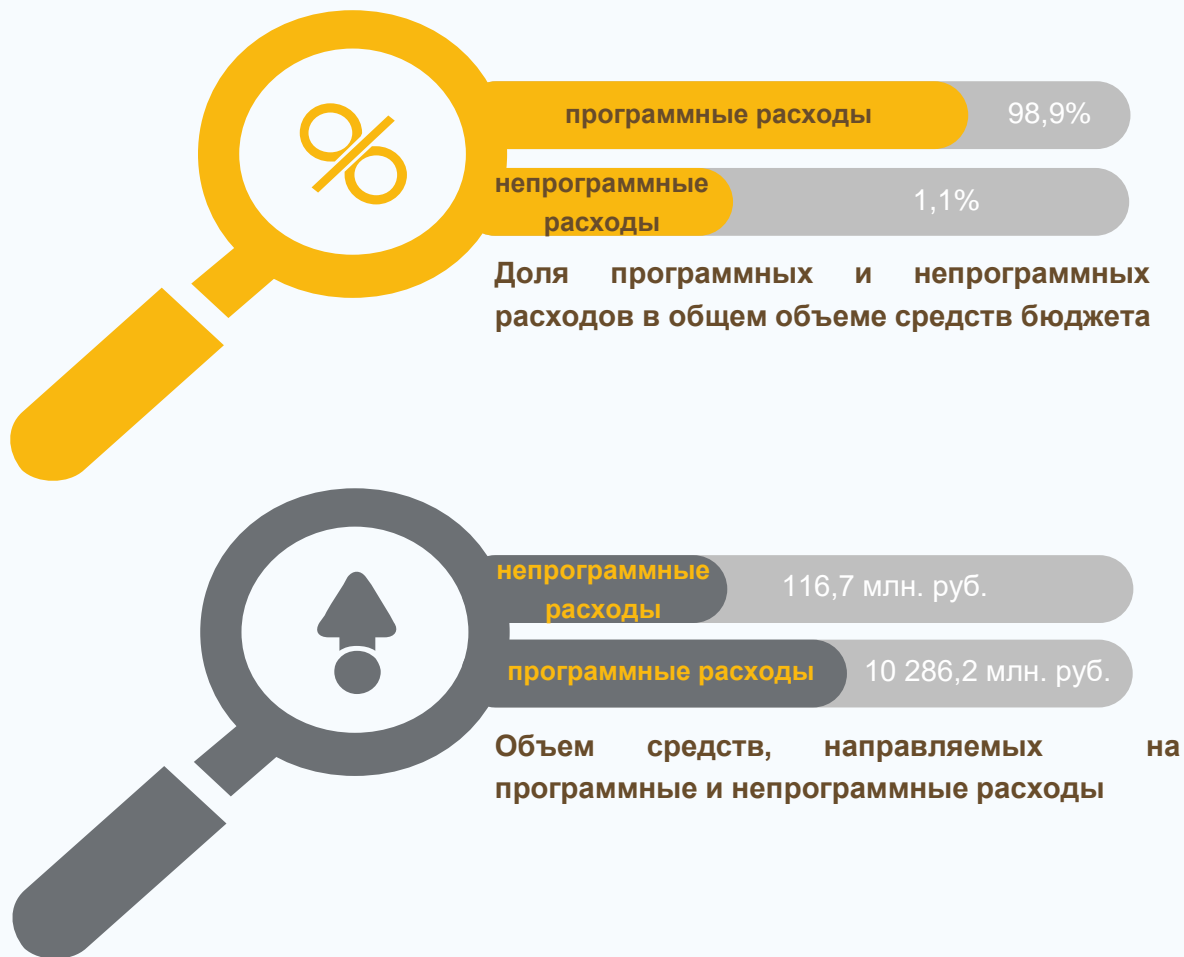 программные расходы
98,9%
непрограммные
расходы
1,1%
Доля программных и непрограммных
расходов в общем объеме средств бюджета
непрограммные
расходы
116,7 млн. руб.
программные расходы
10 286,2 млн. руб.
Объем средств, направляемых на
программные и непрограммные расходы